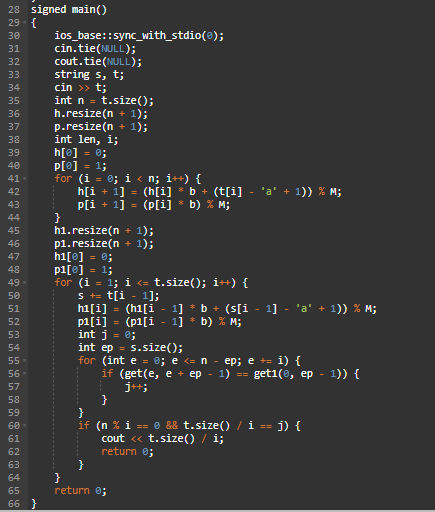 28 signed main()
29 {
30 ios_base::sync_with_stdio(0);
31 cin.tie(NULL);
32 cout.tie(NULL);
33 string s, t;
34 cin >> t;
35 int n = t.size();
36 h.resize(n + 1);
37 p.resize(n + 1);
38 int len, i;
39 h[0] = 0;
40 p[0] = 1;
41 for (i = 0; i < n; i++) {
42 h[i + 1] = (h[i] * b + (t[i] - 'a' + 1)) % M;
43 p[i + 1] = (p[i] * b) % M;
44 }
45 h1.resize(n + 1);
46 p1.resize(n + 1);
47 h1[0] = 0;
48 p1[0] = 1;
49 for (i = 1; i <= t.size(); i++) {
50 s += t[i - 1];
51 h1[i] = (h1[i - 1] * b + (s[i - 1] - 'a' + 1)) % M;
52 p1[i] = (p1[i - 1] * b) % M;
53 int j = 0;
54 int ep = s.size();
55 for (int e = 0; e <= n - ep; e += i) {
56 if (get(e, e + ep - 1) == get1(0, ep - 1)) {
57 j++;
58 }
59 }
60 if (n % i == 0 && t.size() / i == j) {
61 cout << t.size() / i;
62 return 0;
63 }
64 }
65 return 0;
66 }